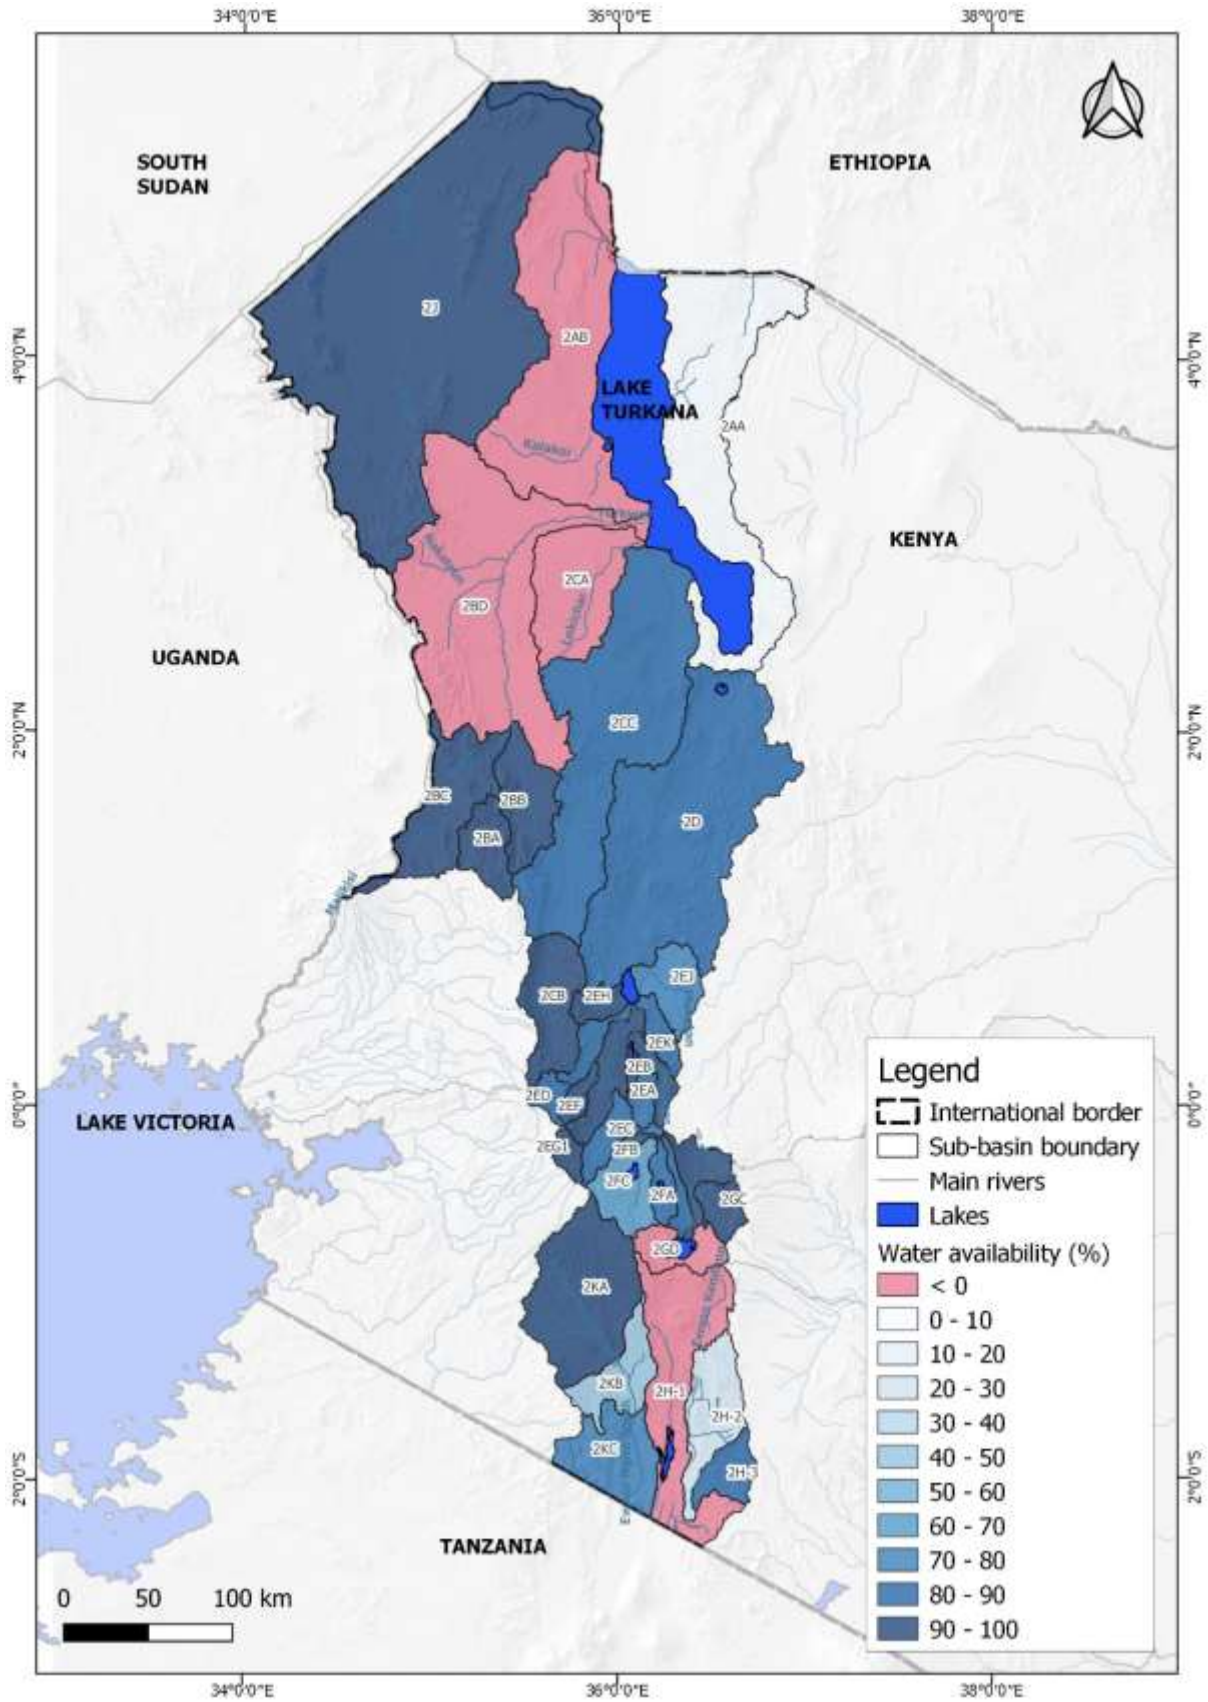 34°0'0"E 36°0'0"E 38°0'0"E
SOUTH
SUDAN
ETHIOPIA
2J
4°0'0"N
2AB
4°0'0"N
LAKE
TURKANA
2AA
KENYA
2CA
2BD
UGANDA
2CC
2°0'0"N
2°0'0"N
2BC
2BB
2D
2BA
2EJ
2CB
2EH
2EK
2EB
2ED
2EA
2EF
0°0'0"
0°0'0"
LAKE VICTORIA
2EC
2EG1
2FB
2FC
2FA
2GC
2GD
2KA
2KB
2H-1
2H-2
2KC
2H-3
2°0'0"S
2°0'0"S
TANZANIA
Legend
International border
Sub-basin boundary
Main rivers
Lakes
Water availability (%)
< 0
0 - 10
10 - 20
20 - 30
30 - 40
40 - 50
50 - 60
60 - 70
70 - 80
80 - 90
90 - 100
0 50 100 km
34°0'0"E 36°0'0"E 38°0'0"E